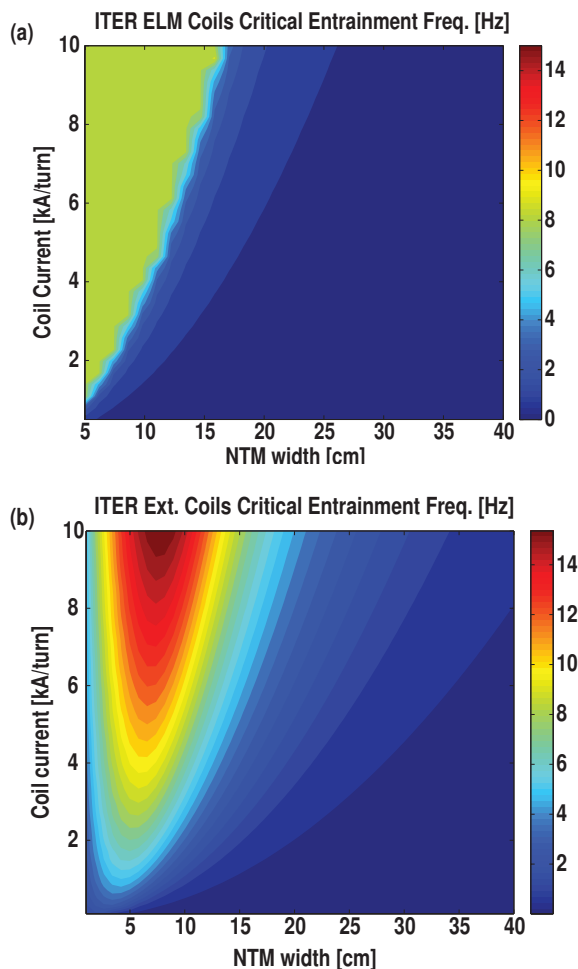 (a)
ITER ELM Coils Critical Entrainment Freq. [Hz]
Coil Current [kA/turn]
10
8
6
4
2
5 10 15 20 25 30 35 40
NTM width [cm]
14
12
10
8
6
4
2
0
(b)
ITER Ext. Coils Critical Entrainment Freq. [Hz]
Coil current [kA/turn]
10
8
6
4
2
5 10 15 20 25 30 35 40
NTM width [cm]
14
12
10
8
6
4
2